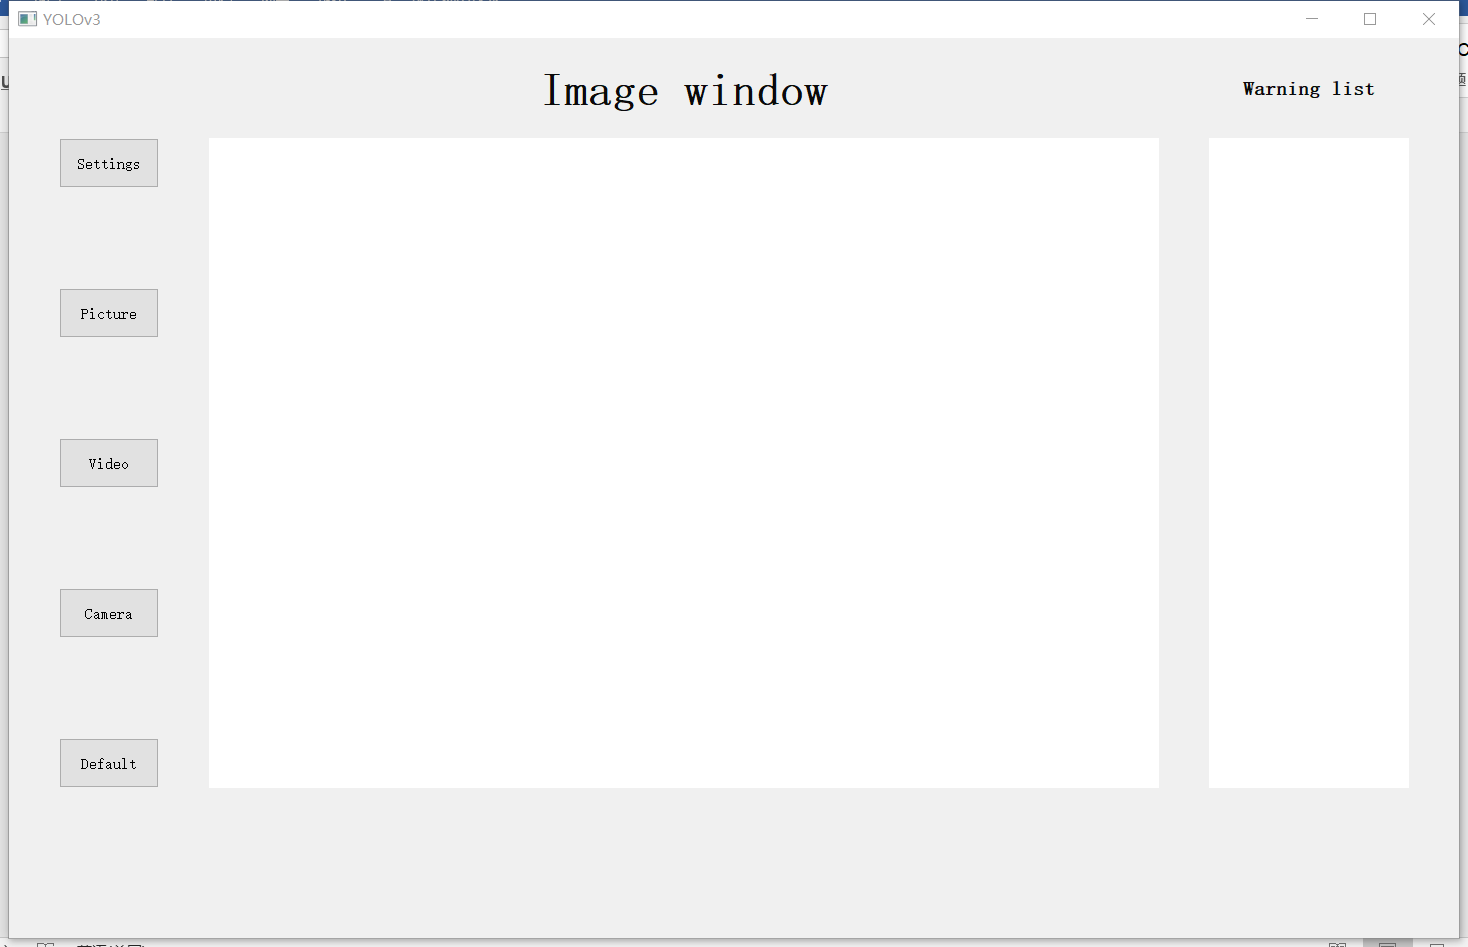 YOLOv3
Image window
Warning list
Settings
Picture
Video
Camera
Default